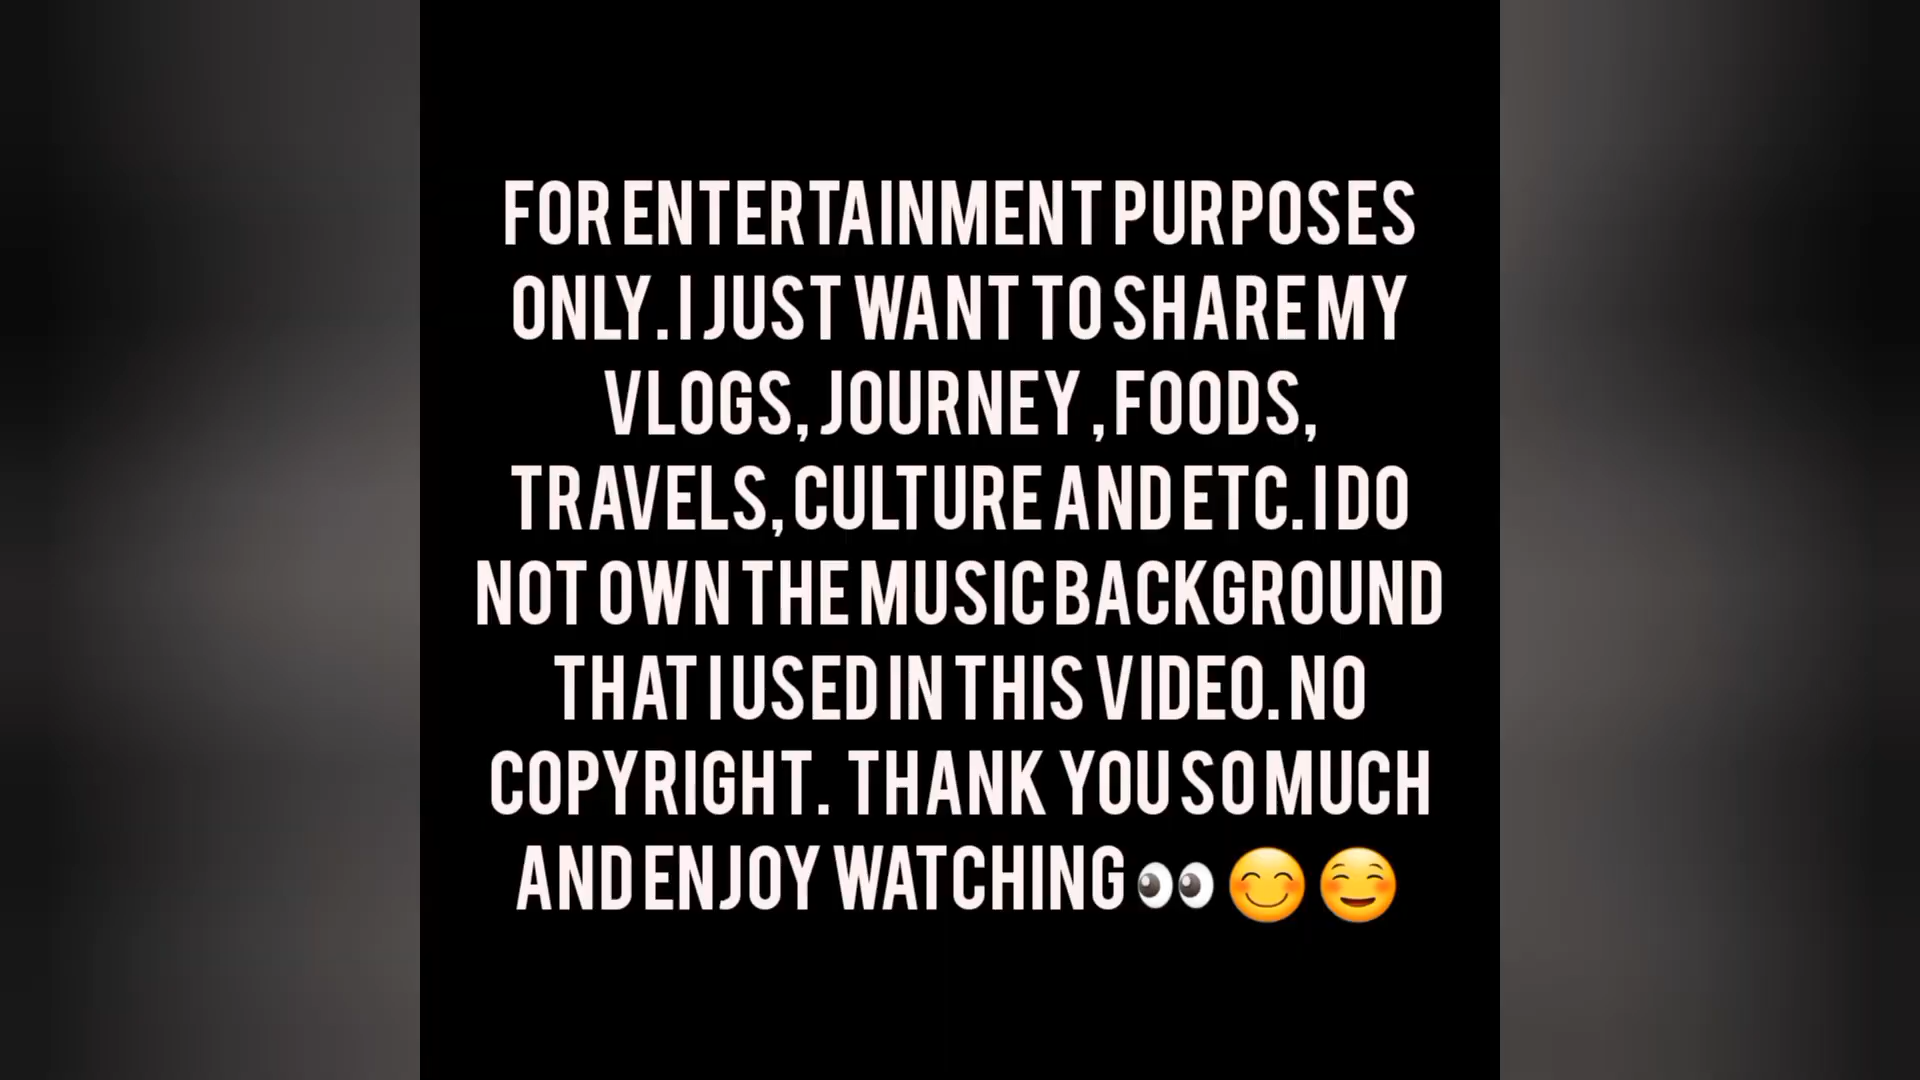 FOR ENTERTAINMENT PURPOSES
ONLY. I JUST WANT TO SHARE MY
VLOGS, JOURNEY , FOODS,
TRAVELS, CULTURE AND ETC. I DO
NOT OWN THE MUSIC BACKGROUND
THAT I USED IN THIS VIDEO. NO
COPYRIGHT. THANK YOU SO MUCH
AND ENJOY WATCHING 👀 😊 ☺️